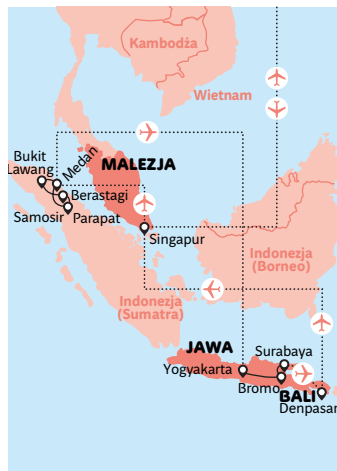 Kambodża
Wietnam
Bukit
Lawang
Medan
MALEZJA
Berastagi
Samosir
Parapat
Singapur
Indonezja
(Borneo)
Indonezja
(Sumatra)
JAWA
Surabaya
Yogyakarta
Bromo
BALI
Denpasar